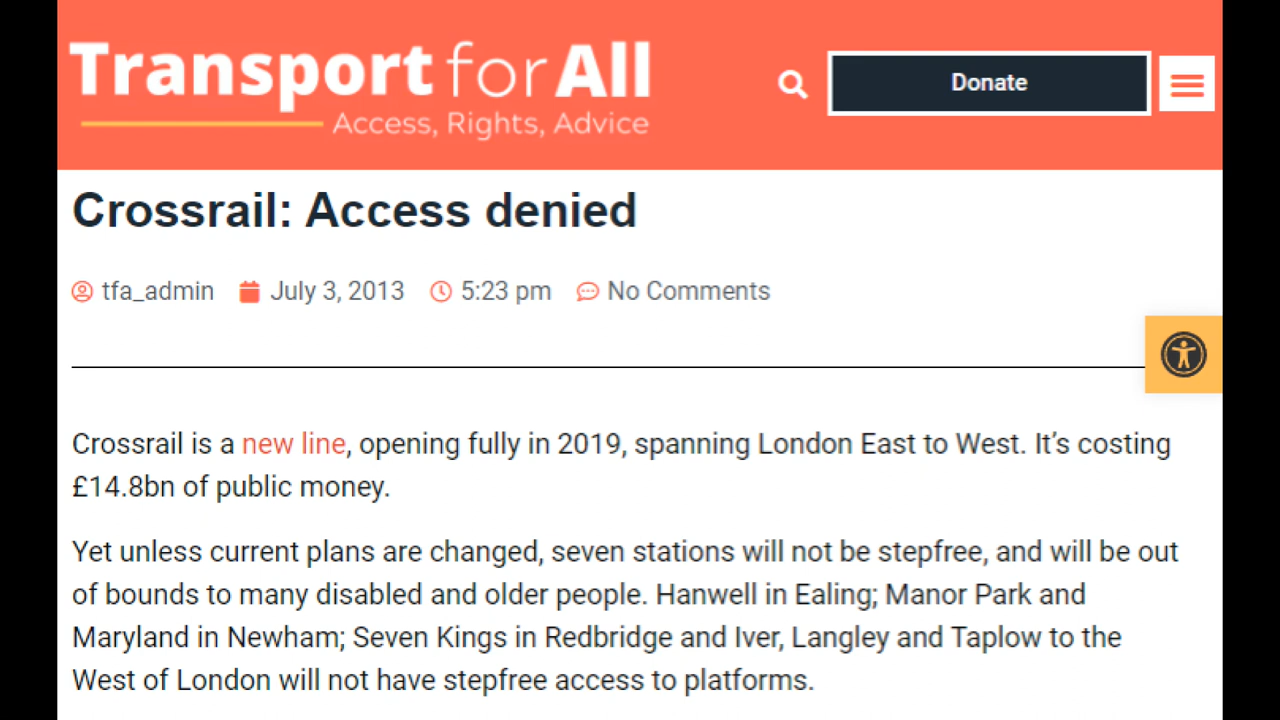 Transport for All
Access, Rights, Advice
Donate
Crossrail: Access denied
tfa_admin July 3, 2013 5:23 pm No Comments
Crossrail is a new line, opening fully in 2019, spanning London East to West. It’s costing
£14.8bn of public money.
Yet unless current plans are changed, seven stations will not be stepfree, and will be out
of bounds to many disabled and older people. Hanwell in Ealing; Manor Park and
Maryland in Newham; Seven Kings in Redbridge and Iver, Langley and Taplow to the
West of London will not have stepfree access to platforms.